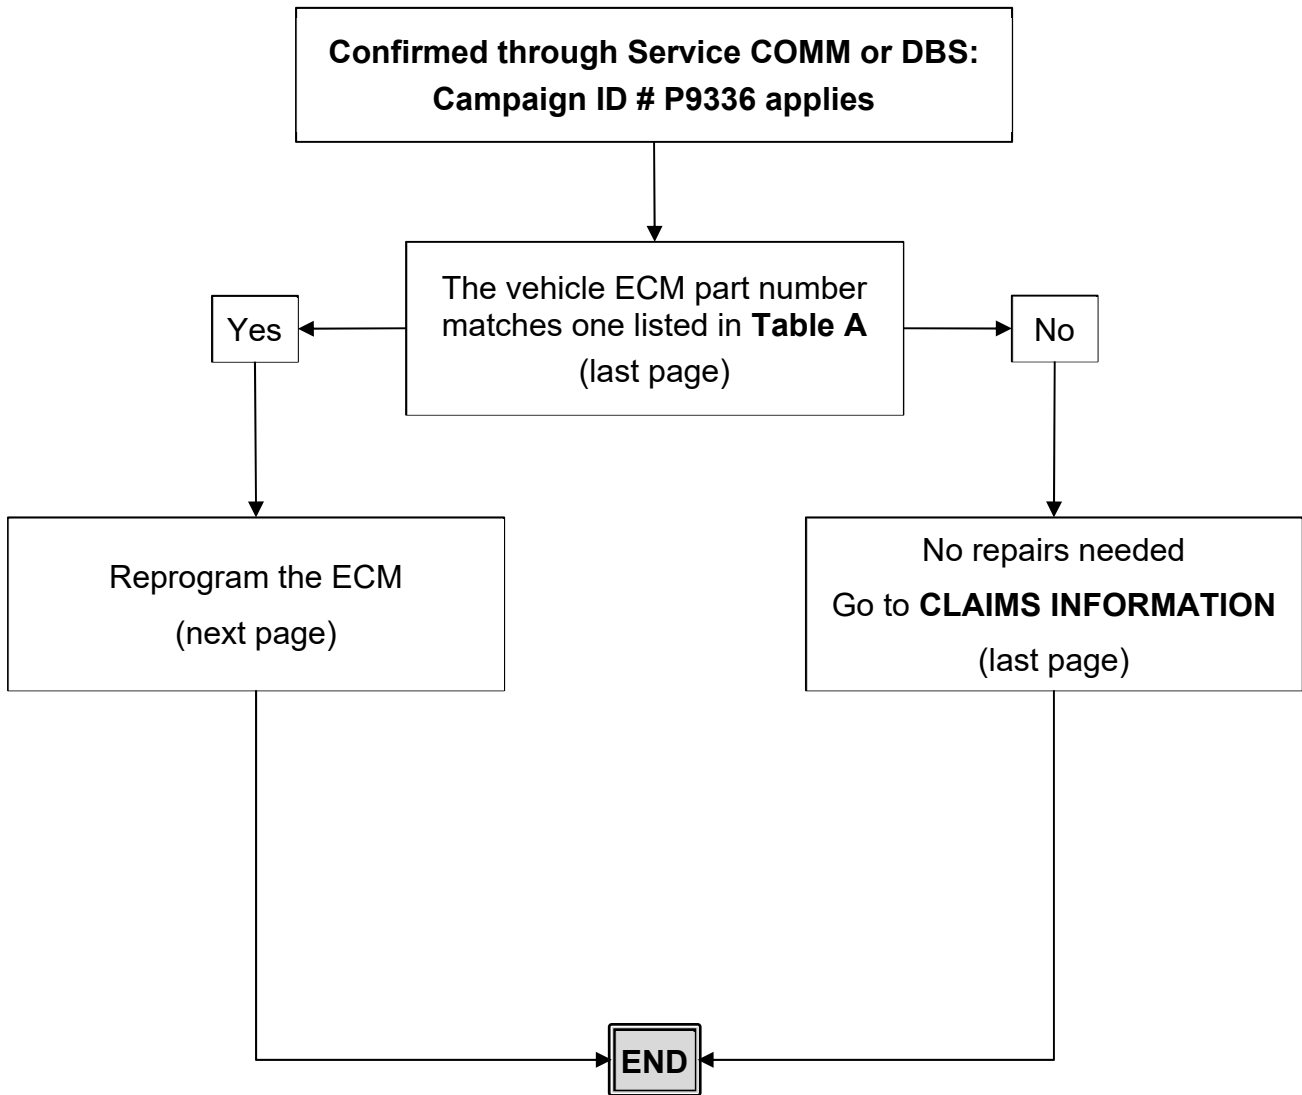 Confirmed through Service COMM or DBS:
Campaign ID # P9336 applies
The vehicle ECM part number
matches one listed in Table A
(last page)
Yes
No
Reprogram the ECM
(next page)
No repairs needed
Go to CLAIMS INFORMATION
(last page)
END